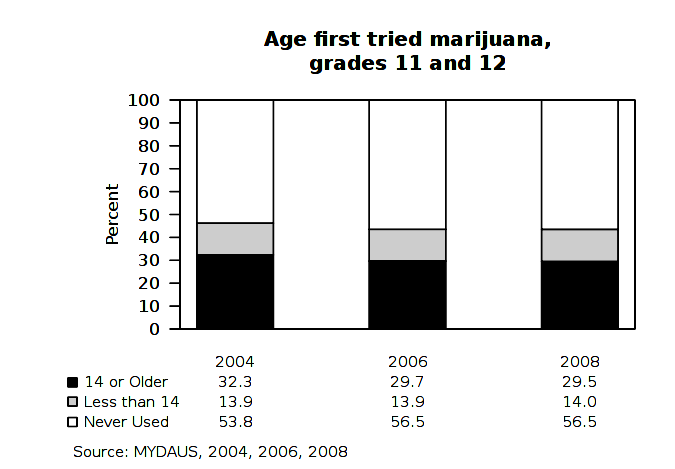 Age first tried marijuana,
grades 11 and 12
Percent
100
90
80
70
60
50
40
30
20
10
0
2004 2006 2008
14 or Older 32.3 29.7 29.5
Less than 14 13.9 13.9 14.0
Never Used 53.8 56.5 56.5
Source: MYDAUS, 2004, 2006, 2008